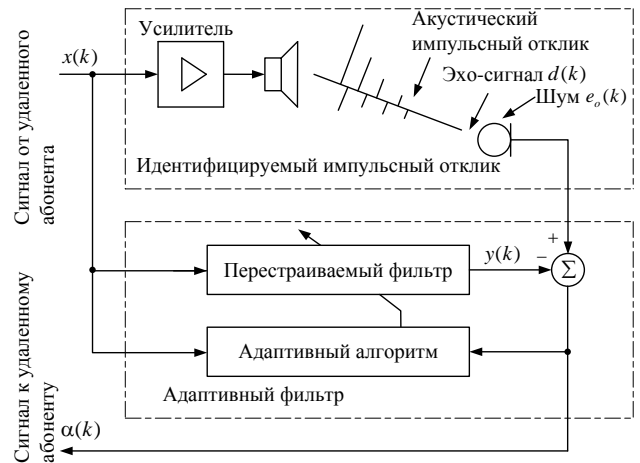 Усилитель
Акустический
импульсный отклик
x(k)
Эхо-сигнал d(k)
Шум eₒ(k)
Идентифицируемый импульсный отклик
Сигнал от удаленного
абонента
+
y(k)
−
Перестраиваемый фильтр
Σ
Адаптивный алгоритм
Адаптивный фильтр
Сигнал к удаленному
абоненту
α(k)